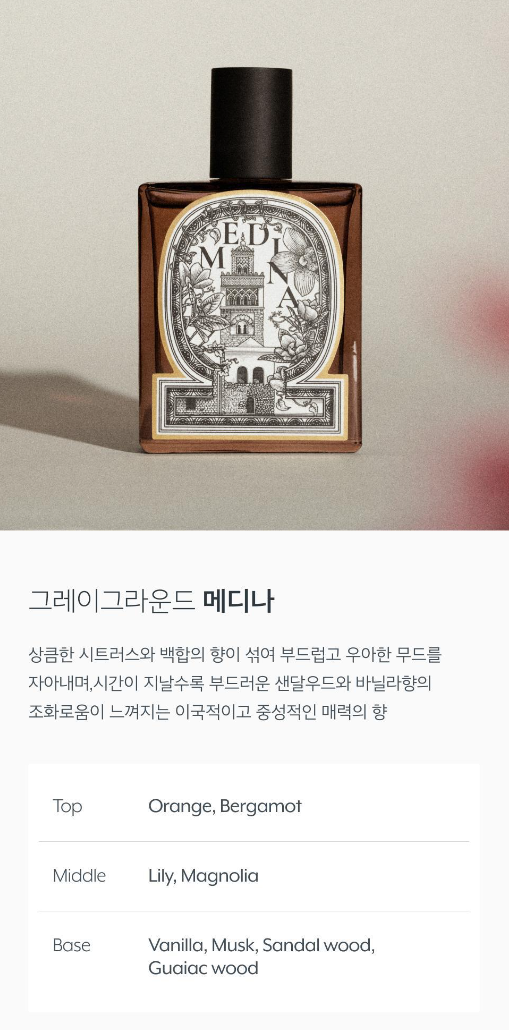 MEDINA
그레이그라운드 메디나
상큼한 시트러스와 백합의 향이 섞여 부드럽고 우아한 무드를
자아내며,시간이 지날수록 부드러운 샌달우드와 바닐라향의
조화로움이 느껴지는 이국적이고 중성적인 매력의 향
Top Orange, Bergamot
Middle Lily, Magnolia
Base Vanilla, Musk, Sandal wood,
Guaiac wood